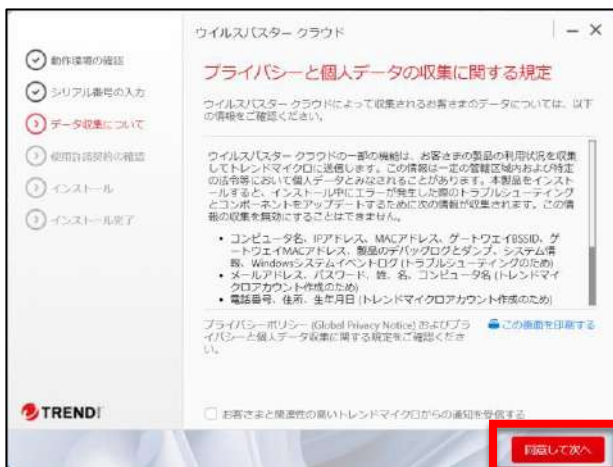 ウイルスバスター クラウド
動作環境の確認
シリアル番号の入力
データ収集について
使用許諾契約の確認
インストール
インストール完了
プライバシーと個人データの収集に関する規定
ウイルスバスター クラウドによって収集されるお客さまのデータについては、以下
の情報をご確認ください。
ウイルスバスター クラウドの一部の機能は、お客さまの製品の利用状況を収集
してトレンドマイクロに送信します。この情報は一定の管轄区域内および特定
の法令等において個人データとみなされることがあります。本製品をインストー
ルすると、インストール中にエラーが発生した際のトラブルシューティング
とコンポーネントをアップデートするために次の情報が収集されます。この情
報の収集を無効にすることはできません。
• コンピュータ名、IPアドレス、MACアドレス、ゲートウェイBSSID、ゲ
ートウェイMACアドレス、製品のデバッグログとダンプ、システム情
報、Windowsシステムイベントログ (トラブルシューティングのため)
• メールアドレス、パスワード、姓、名、コンピュータ名 (トレンドマイ
クロアカウント作成のため)
• 電話番号、住所、生年月日 (トレンドマイクロアカウント作成のため)
プライバシーポリシー (Global Privacy Notice) およびプラ
イバシーと個人データ収集に関する規定をご確認くださ
い。
この画面を印刷する
お客さまと関連性の高いトレンドマイクロからの通知を受信する
TREND
同意して次へ